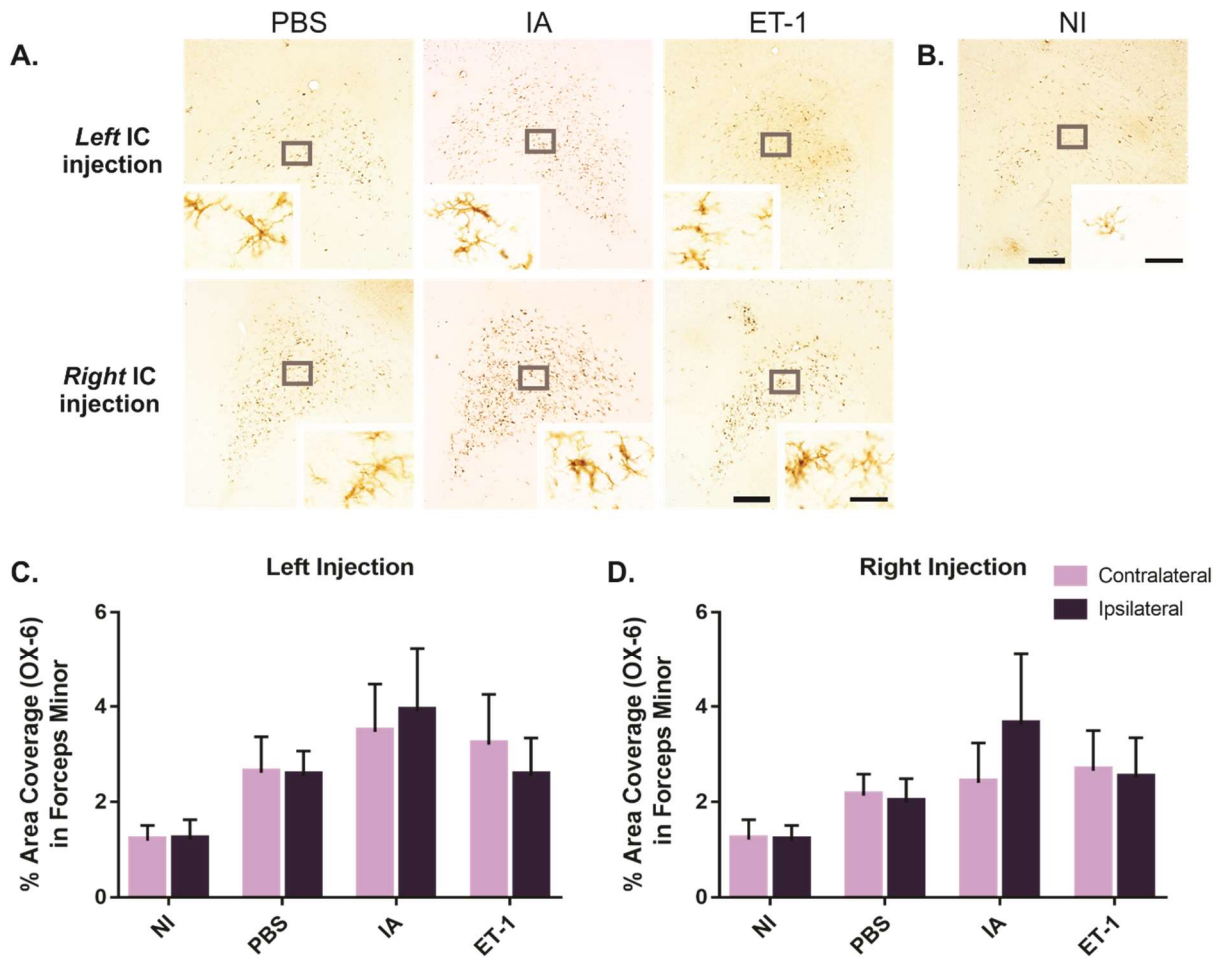 PBS IA ET-1 NI
A. B.
Left IC
injection
Right IC
injection
C. Left Injection
% Area Coverage (OX-6)
in Forceps Minor
6
4
2
0
NI PBS IA ET-1
D. Right Injection
Contralateral
Ipsilateral
% Area Coverage (OX-6)
in Forceps Minor
6
4
2
0
NI PBS IA ET-1